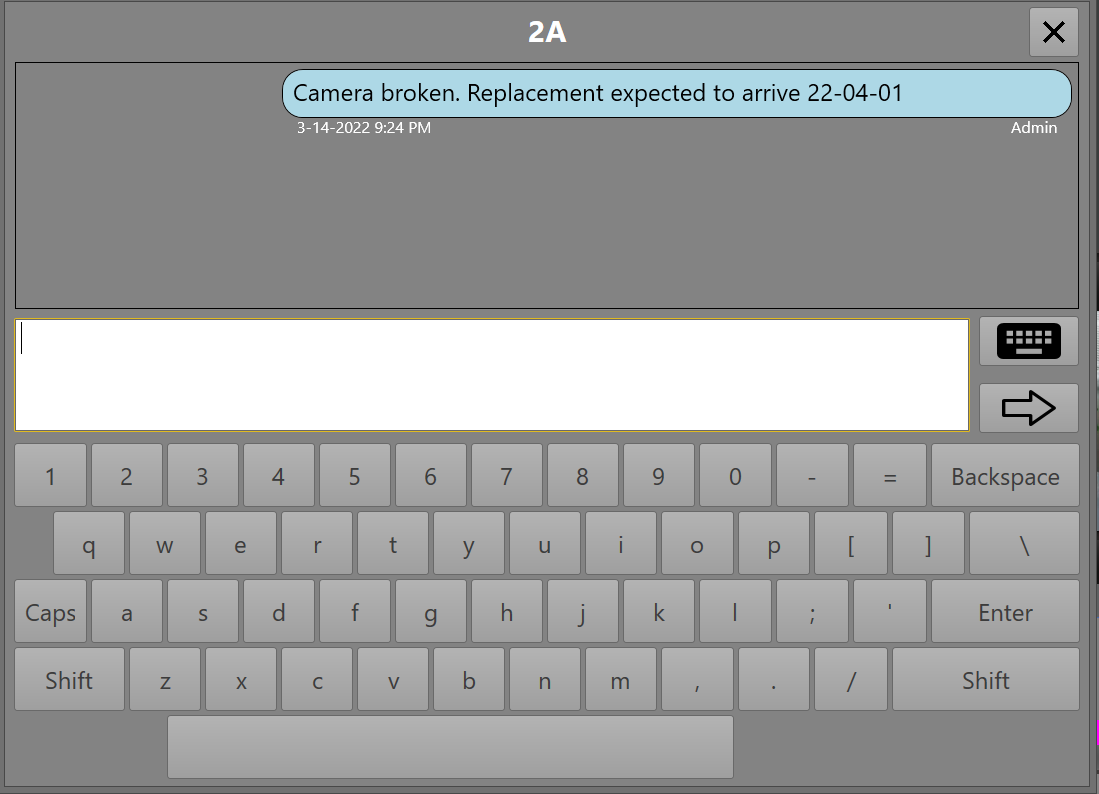 2A
Camera broken. Replacement expected to arrive 22-04-01
3-14-2022 9:24 PM Admin
1 2 3 4 5 6 7 8 9 0 - = Backspace
q w e r t y u i o p [ ] \
Caps a s d f g h j k l ; ' Enter
Shift z x c v b n m , . / Shift